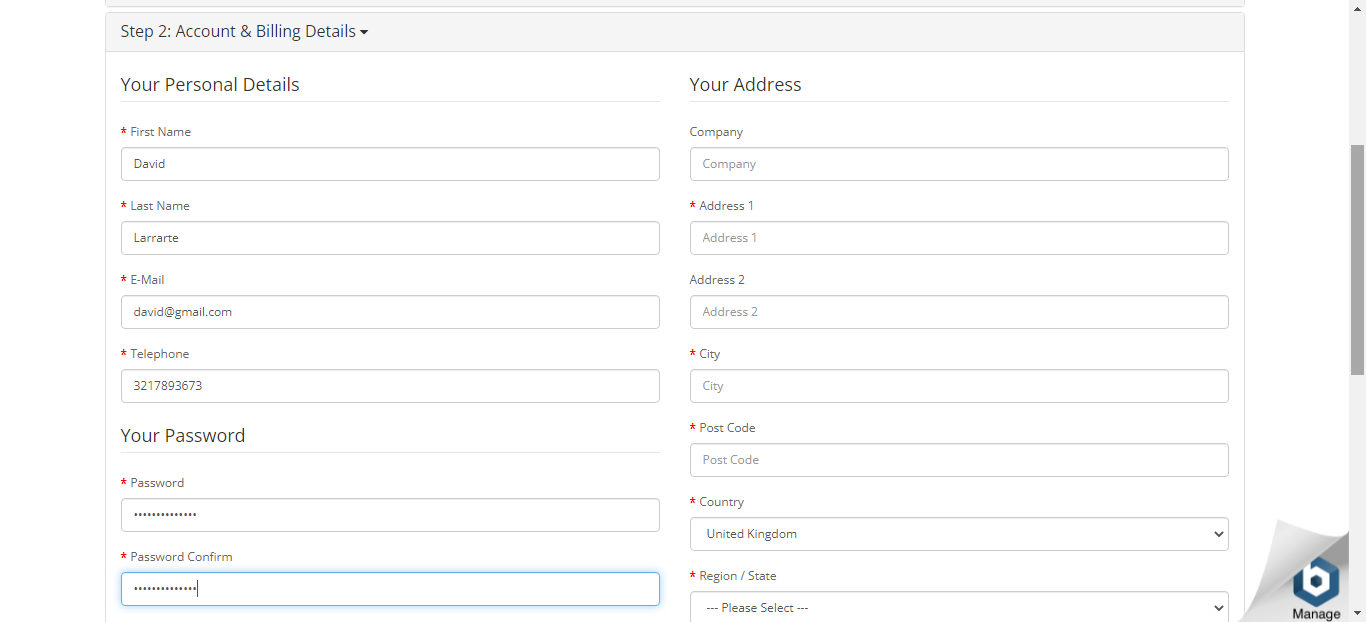 Step 2: Account & Billing Details
Your Personal Details
* First Name
David
* Last Name
Larrarte
* E-Mail
david@gmail.com
* Telephone
3217893673
Your Password
* Password
••••••••••••••
* Password Confirm
••••••••••••••
Your Address
Company
Company
* Address 1
Address 1
Address 2
Address 2
* City
City
* Post Code
Post Code
* Country
United Kingdom
* Region / State
--- Please Select ---
b
Manage